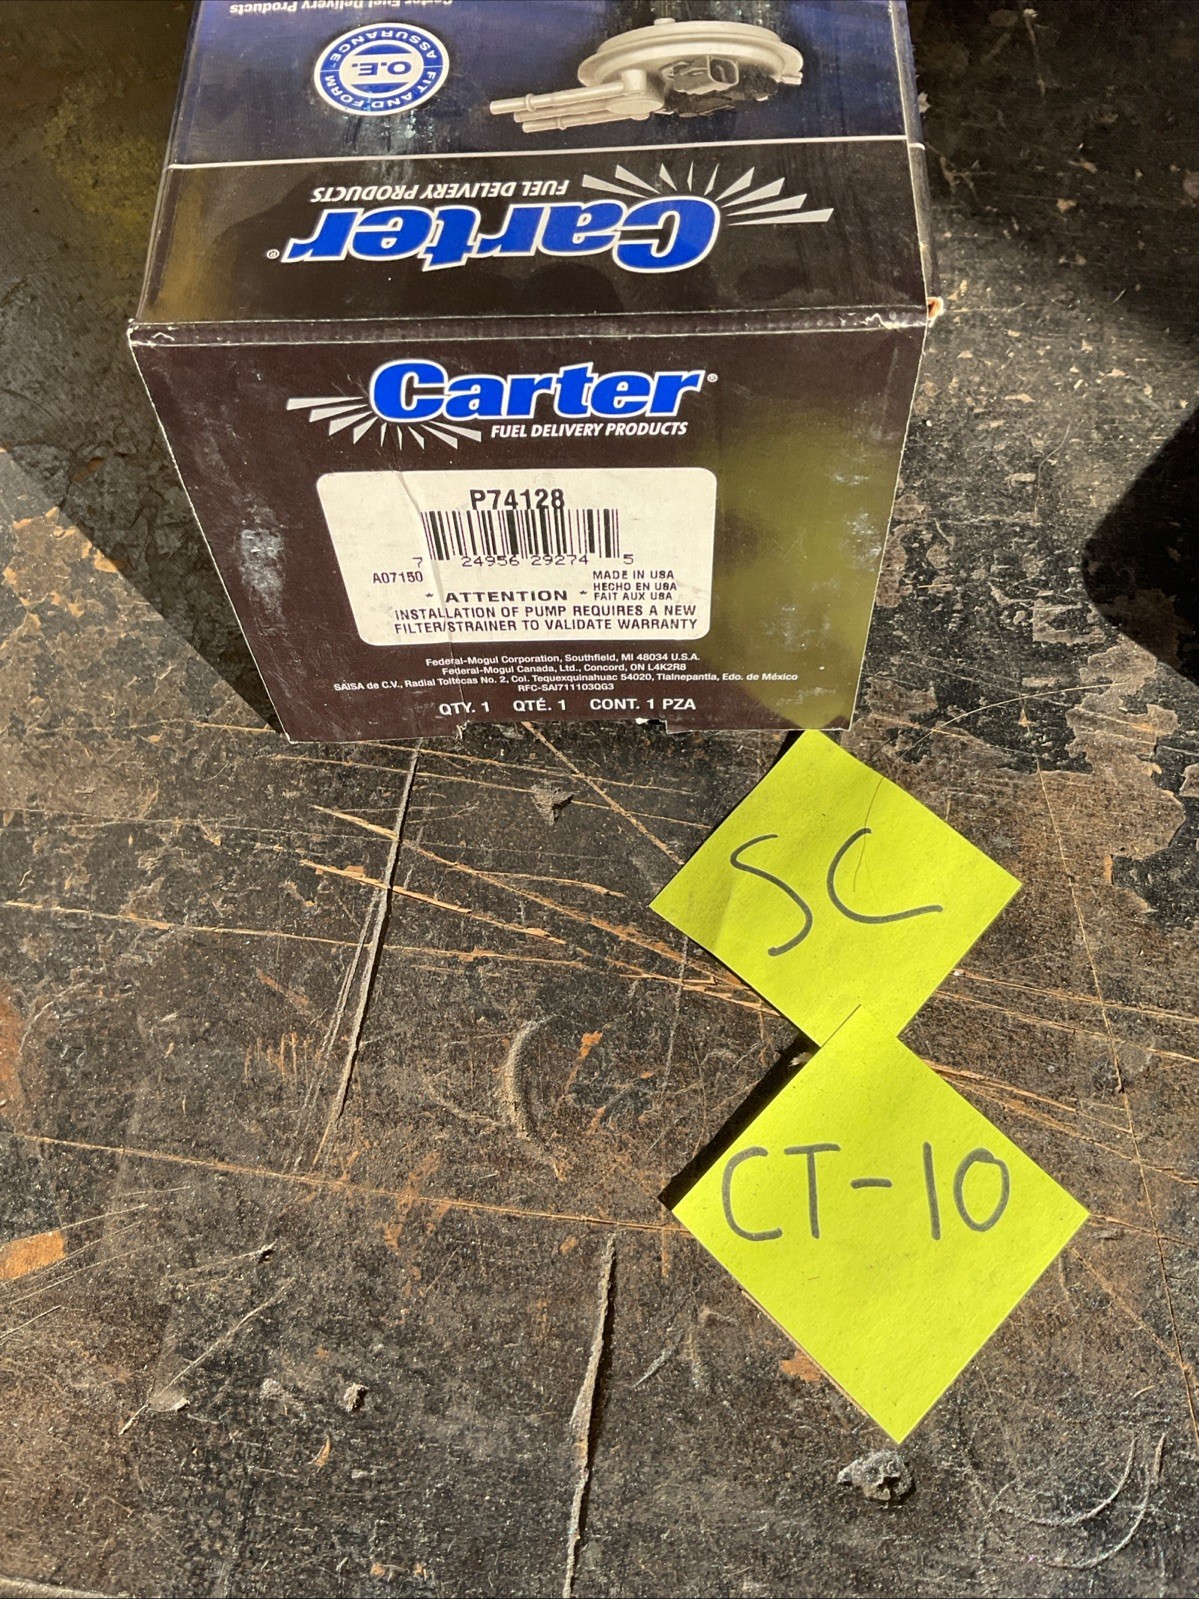 Carter Fuel Delivery Products
O.E.
FIT AND FORM
ASSURANCE
Carter®
FUEL DELIVERY PRODUCTS
Carter®
FUEL DELIVERY PRODUCTS
P74128
7 24956 29274 5
A07150
MADE IN USA
HECHO EN USA
* ATTENTION * FAIT AUX USA
INSTALLATION OF PUMP REQUIRES A NEW
FILTER/STRAINER TO VALIDATE WARRANTY
Federal-Mogul Corporation, Southfield, MI 48034 U.S.A.
Federal-Mogul Canada, Ltd., Concord, ON L4K2R8
SAISA de C.V., Radial Toltecas No. 2, Col. Tequexquinahuac 54020, Tlalnepantla, Edo. de México
RFC-SAI711103QG3
QTY. 1 QTÉ. 1 CONT. 1 PZA
SC
CT-10